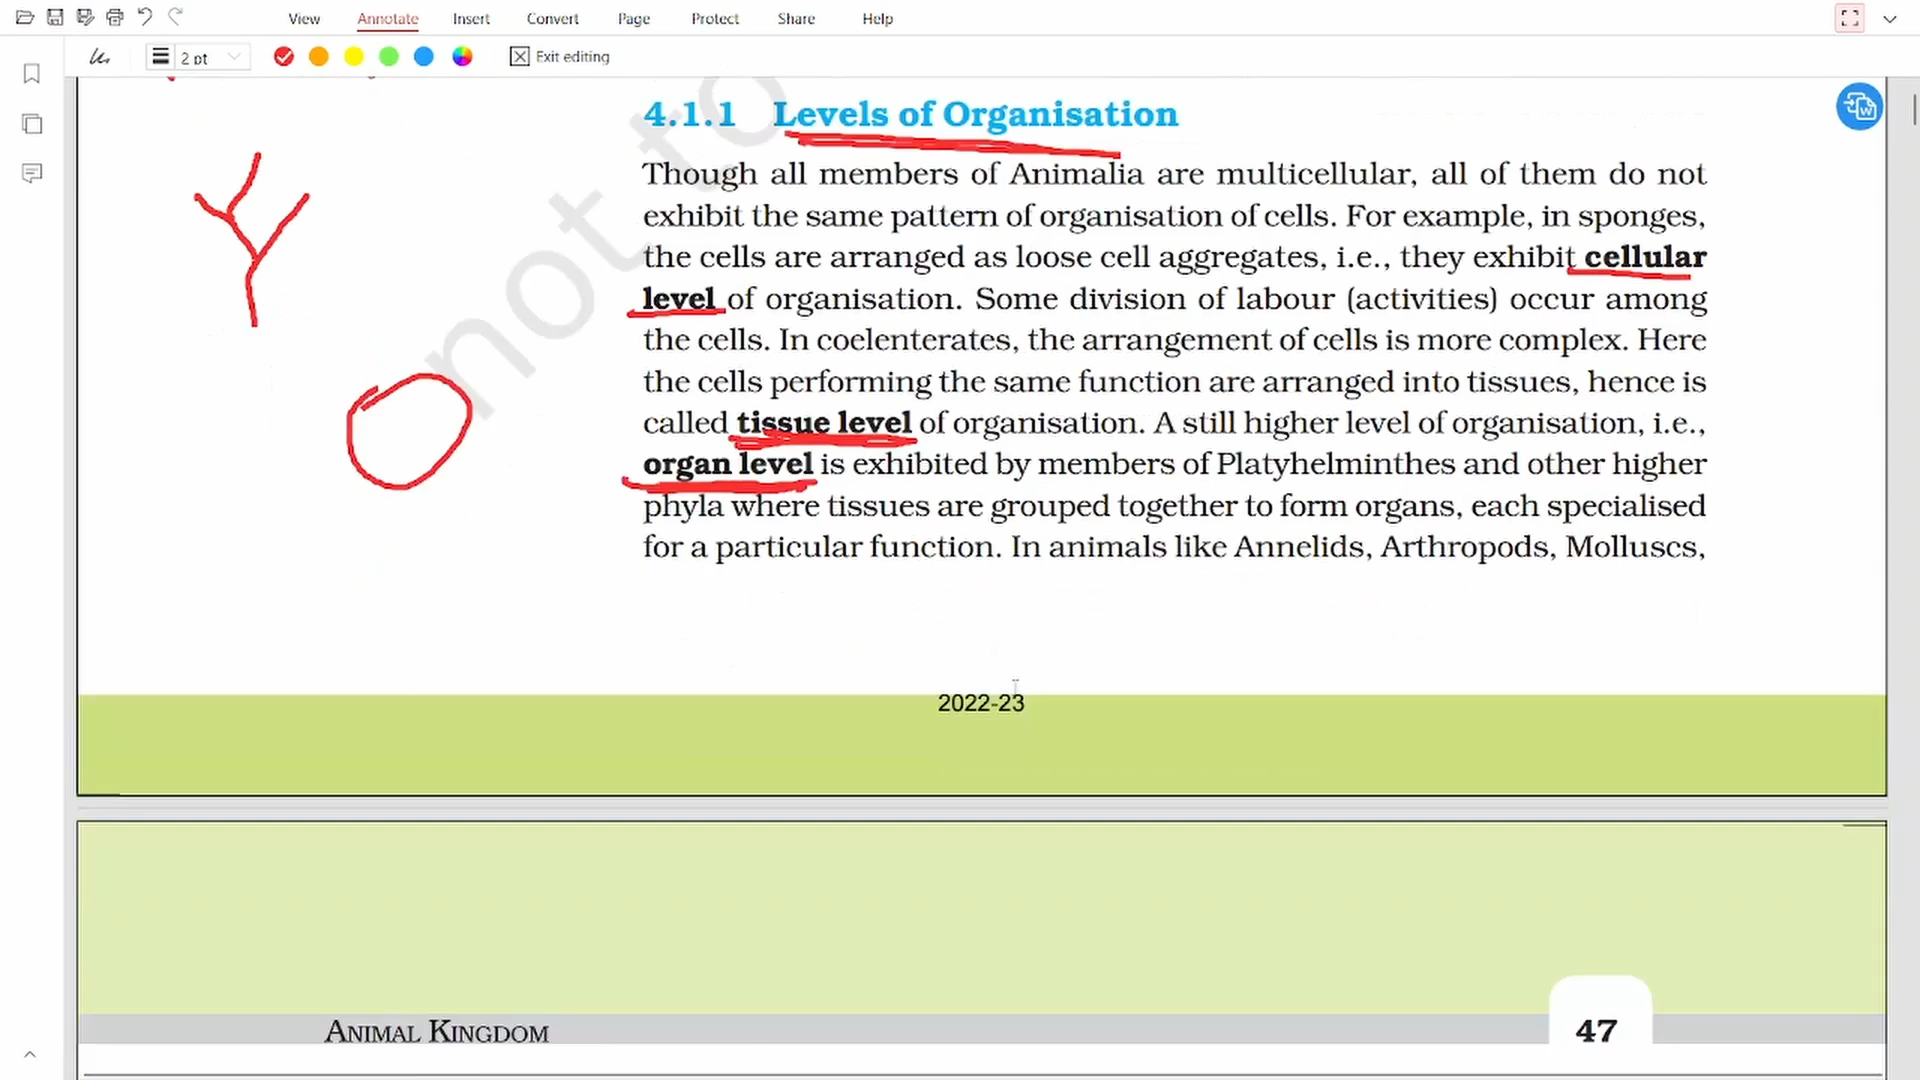 View Annotate Insert Convert Page Protect Share Help
2 pt Exit editing
4.1.1 Levels of Organisation
Though all members of Animalia are multicellular, all of them do not
exhibit the same pattern of organisation of cells. For example, in sponges,
the cells are arranged as loose cell aggregates, i.e., they exhibit cellular
level of organisation. Some division of labour (activities) occur among
the cells. In coelenterates, the arrangement of cells is more complex. Here
the cells performing the same function are arranged into tissues, hence is
called tissue level of organisation. A still higher level of organisation, i.e.,
organ level is exhibited by members of Platyhelminthes and other higher
phyla where tissues are grouped together to form organs, each specialised
for a particular function. In animals like Annelids, Arthropods, Molluscs,
not to
2022-23
ANIMAL KINGDOM
47